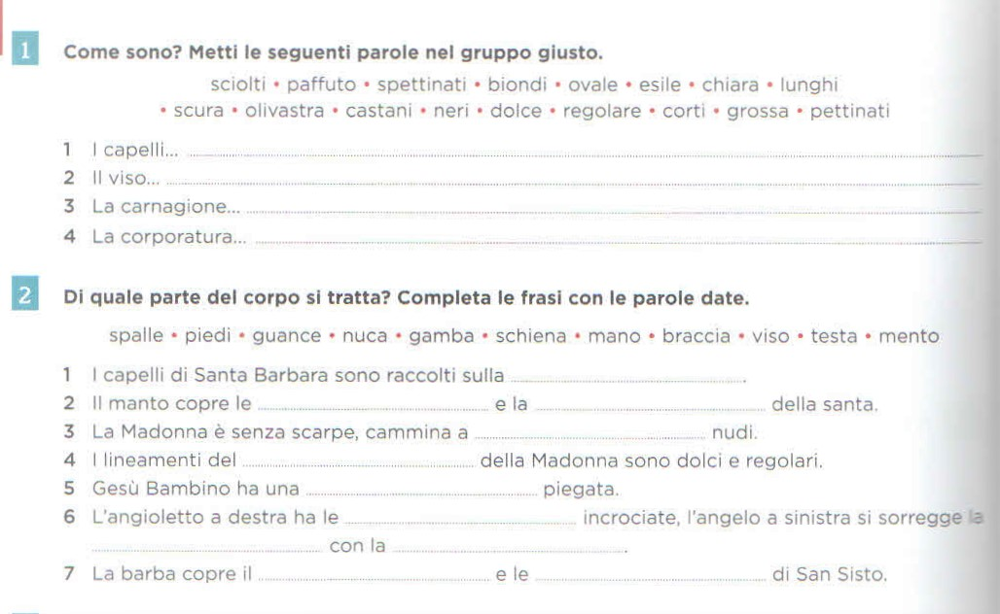 1 Come sono? Metti le seguenti parole nel gruppo giusto.
sciolti • paffuto • spettinati • biondi • ovale • esile • chiara • lunghi
• scura • olivastra • castani • neri • dolce • regolare • corti • grossa • pettinati
1 I capelli...
2 Il viso...
3 La carnagione...
4 La corporatura...
2 Di quale parte del corpo si tratta? Completa le frasi con le parole date.
spalle • piedi • guance • nuca • gamba • schiena • mano • braccia • viso • testa • mento
1 I capelli di Santa Barbara sono raccolti sulla .
2 Il manto copre le e la della santa.
3 La Madonna è senza scarpe, cammina a nudi.
4 I lineamenti del della Madonna sono dolci e regolari.
5 Gesù Bambino ha una piegata.
6 L'angioletto a destra ha le incrociate, l'angelo a sinistra si sorregge la
con la .
7 La barba copre il e le di San Sisto.